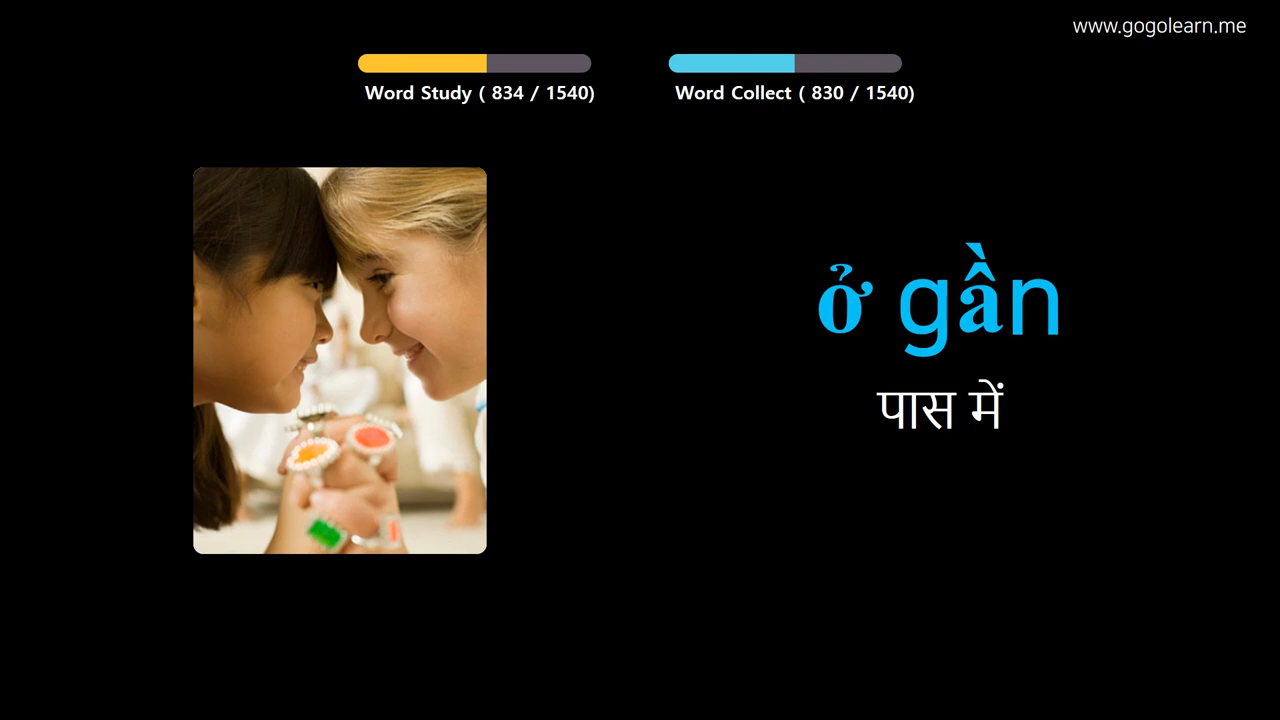 www.gogolearn.me
Word Study ( 834 / 1540)
Word Collect ( 830 / 1540)
ở gần
पास में